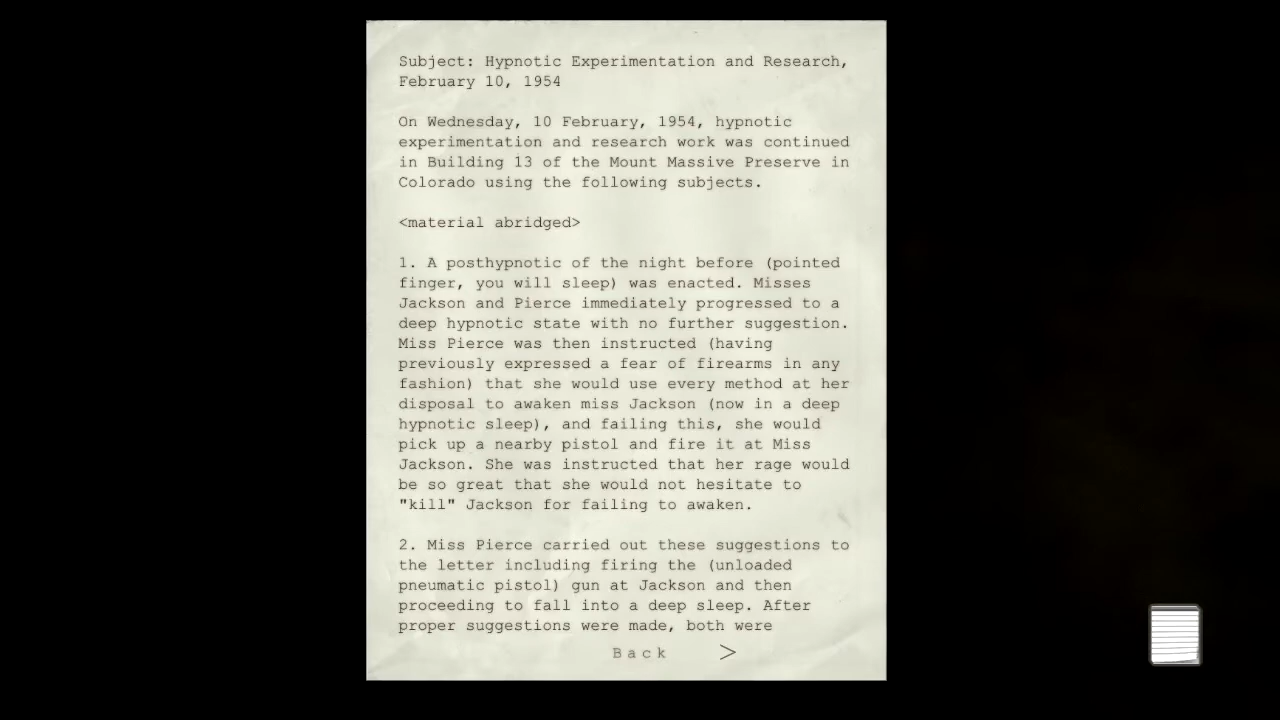 Subject: Hypnotic Experimentation and Research,
February 10, 1954
On Wednesday, 10 February, 1954, hypnotic
experimentation and research work was continued
in Building 13 of the Mount Massive Preserve in
Colorado using the following subjects.
<material abridged>
1. A posthypnotic of the night before (pointed
finger, you will sleep) was enacted. Misses
Jackson and Pierce immediately progressed to a
deep hypnotic state with no further suggestion.
Miss Pierce was then instructed (having
previously expressed a fear of firearms in any
fashion) that she would use every method at her
disposal to awaken miss Jackson (now in a deep
hypnotic sleep), and failing this, she would
pick up a nearby pistol and fire it at Miss
Jackson. She was instructed that her rage would
be so great that she would not hesitate to
"kill" Jackson for failing to awaken.
2. Miss Pierce carried out these suggestions to
the letter including firing the (unloaded
pneumatic pistol) gun at Jackson and then
proceeding to fall into a deep sleep. After
proper suggestions were made, both were
Back >